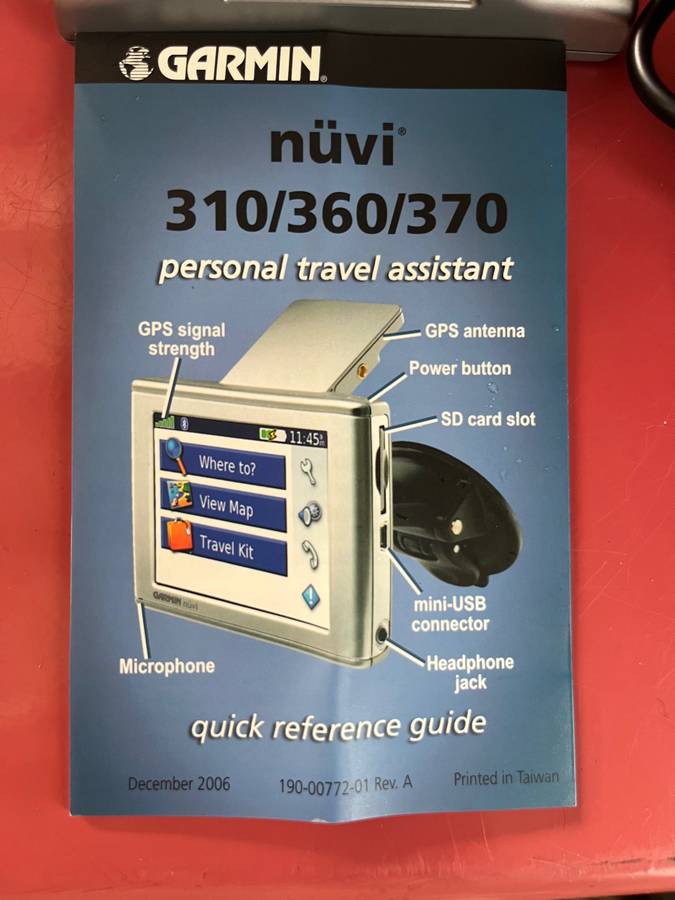 GARMIN®
nüvi®
310/360/370
personal travel assistant
GPS signal
strength
GPS antenna
Power button
SD card slot
11:45
Where to?
View Map
Travel Kit
GARMIN nüvi
mini-USB
connector
Microphone
Headphone
jack
quick reference guide
December 2006 190-00772-01 Rev. A Printed in Taiwan